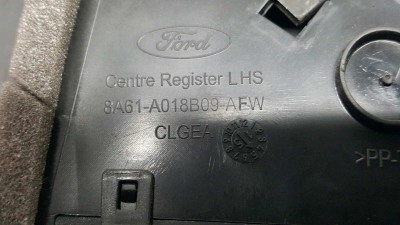 Ford
Centre Register LHS
8A61-A018B09-AFW
CLGEA
>PP-T